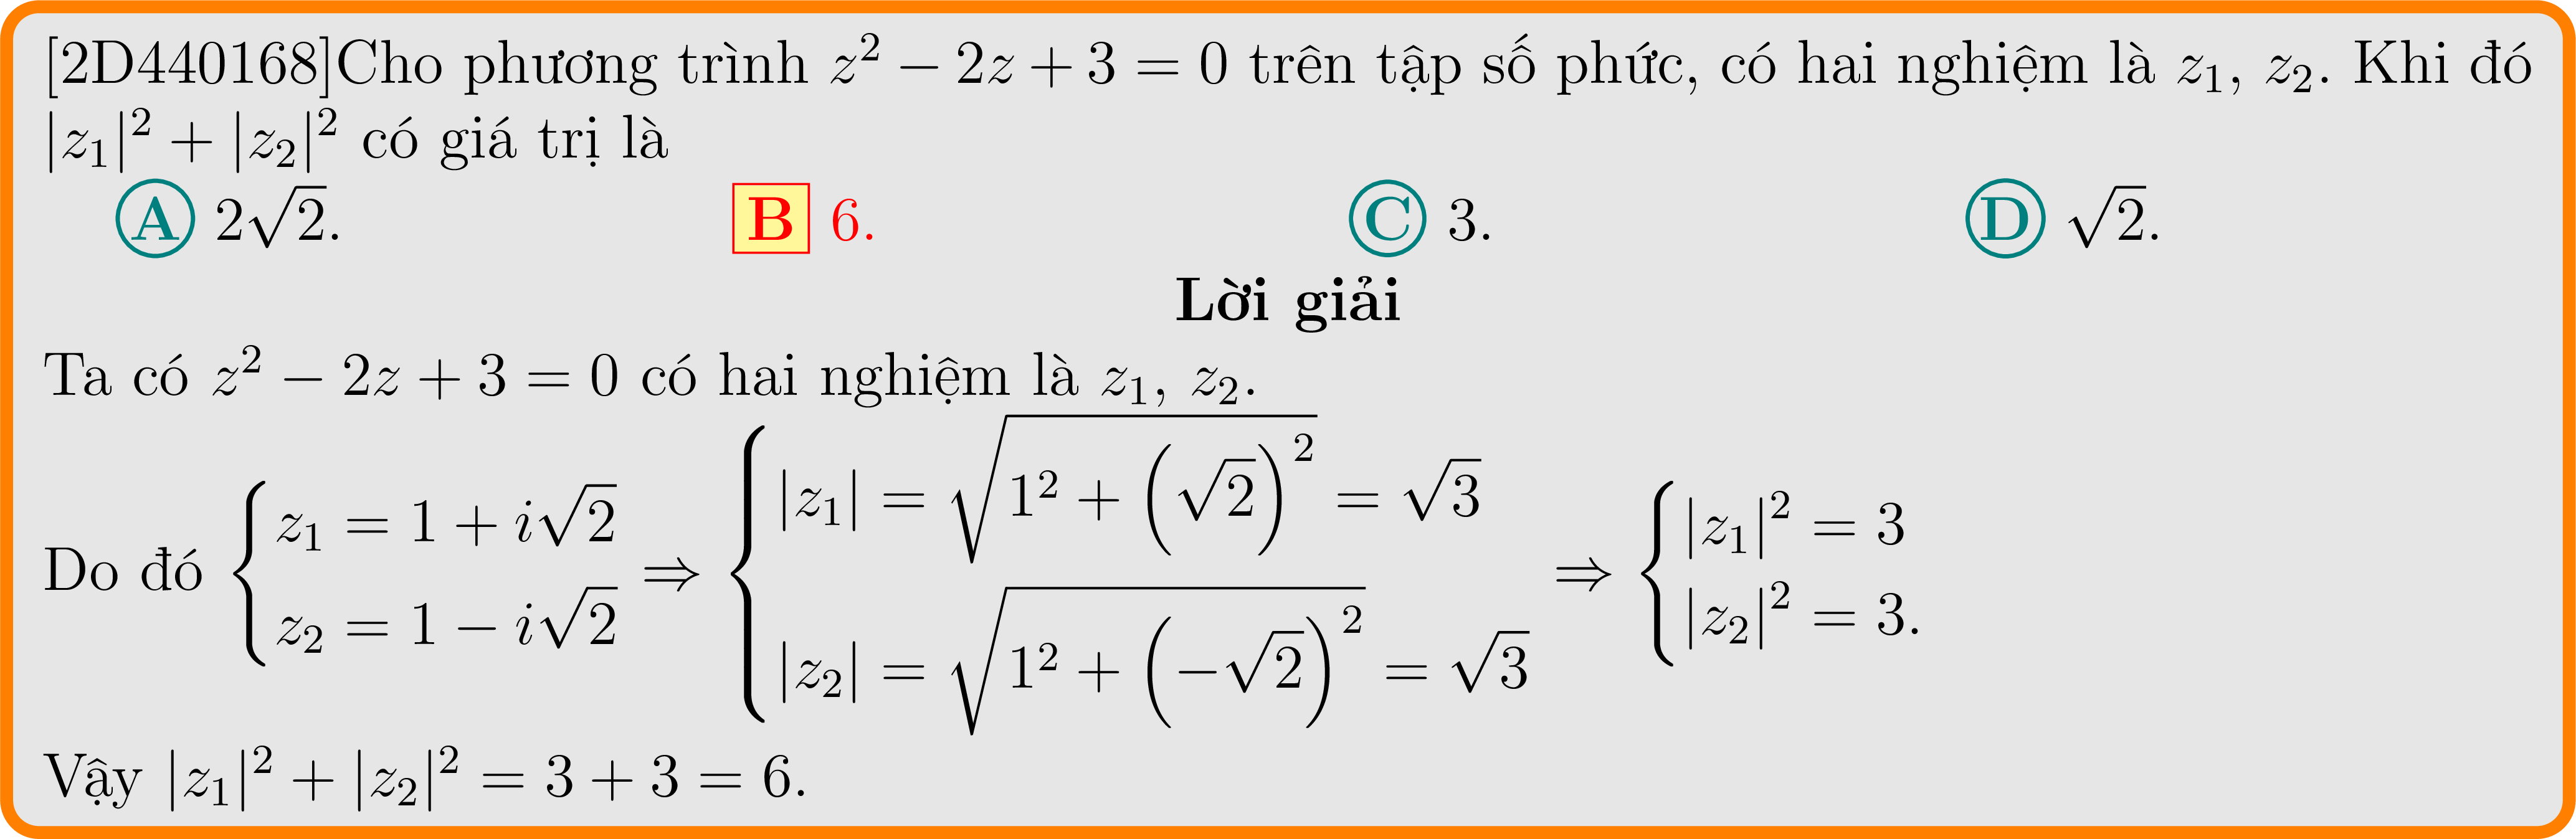 [2D440168]Cho phương trình $z^2 - 2z + 3 = 0$ trên tập số phức, có hai nghiệm là $z_1$, $z_2$. Khi đó
$|z_1|^2 + |z_2|^2$ có giá trị là
A $2\sqrt{2}$. B 6. C 3. D $\sqrt{2}$.
Lời giải
Ta có $z^2 - 2z + 3 = 0$ có hai nghiệm là $z_1$, $z_2$.
Do đó $\begin{cases} z_1 = 1 + i\sqrt{2} \\ z_2 = 1 - i\sqrt{2} \end{cases} \Rightarrow \begin{cases} |z_1| = \sqrt{1^2 + \left(\sqrt{2}\right)^2} = \sqrt{3} \\ |z_2| = \sqrt{1^2 + \left(-\sqrt{2}\right)^2} = \sqrt{3} \end{cases} \Rightarrow \begin{cases} |z_1|^2 = 3 \\ |z_2|^2 = 3. \end{cases}$
Vậy $|z_1|^2 + |z_2|^2 = 3 + 3 = 6$.